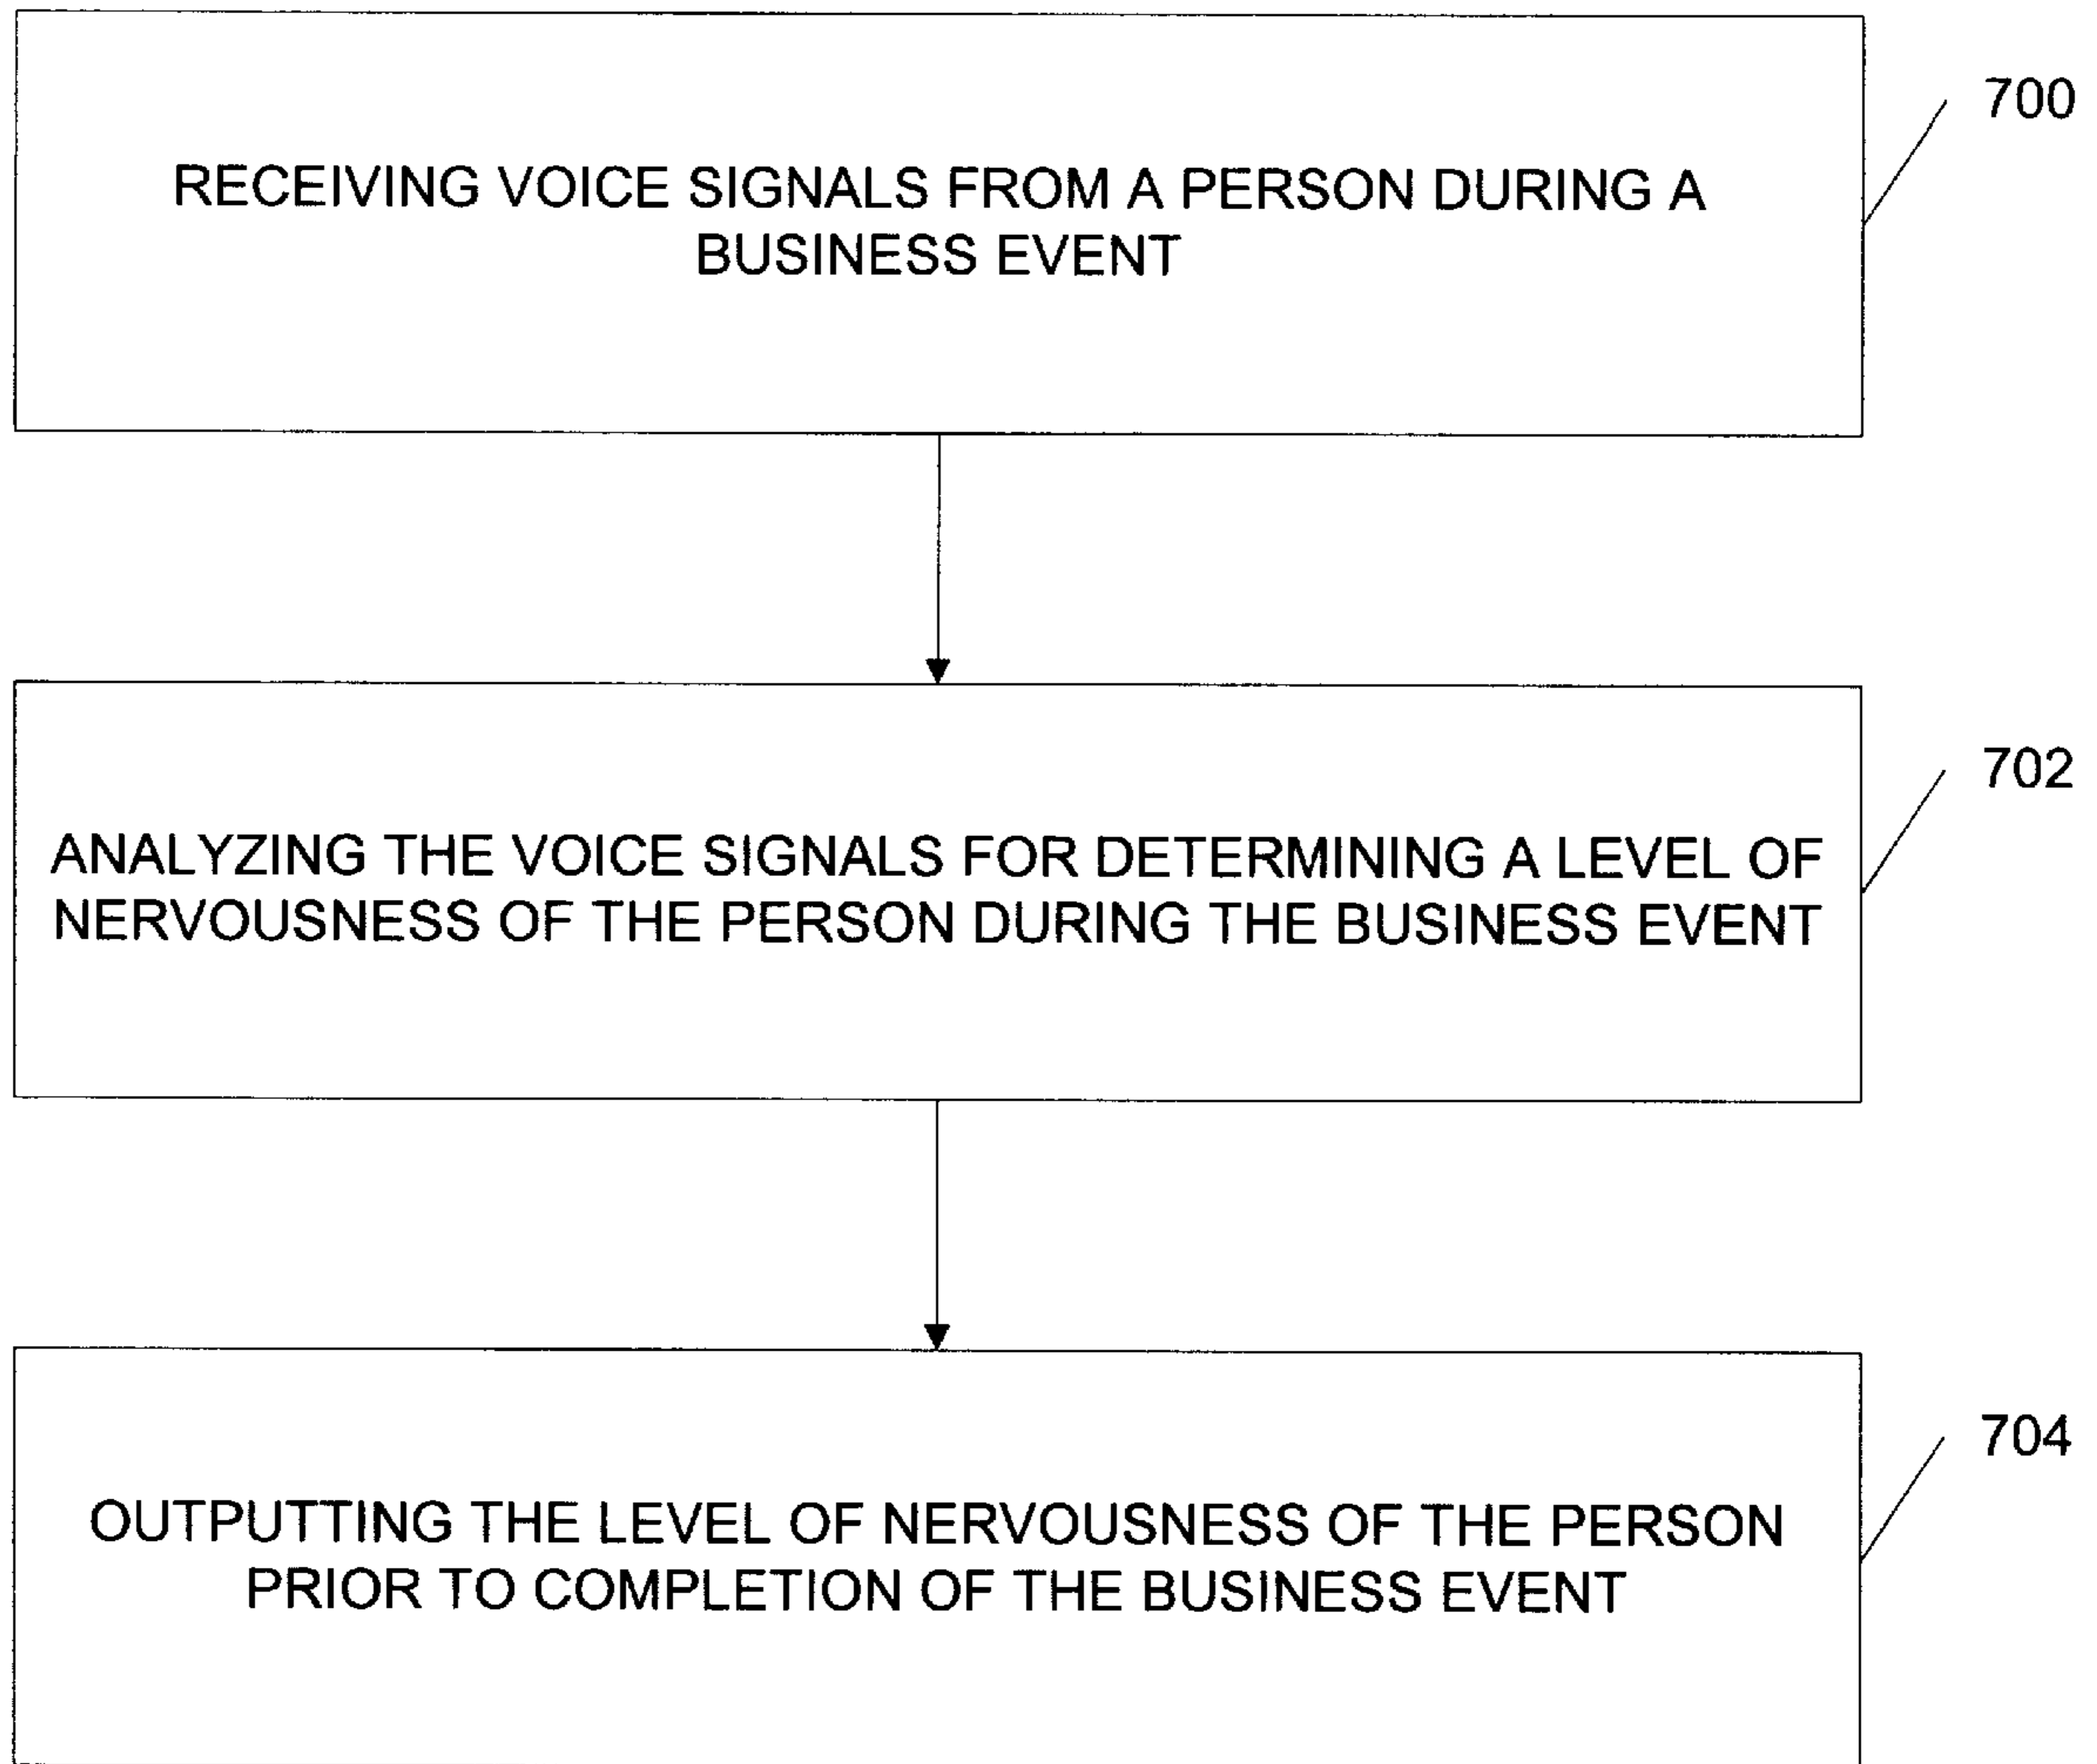 RECEIVING VOICE SIGNALS FROM A PERSON DURING A
BUSINESS EVENT
700
ANALYZING THE VOICE SIGNALS FOR DETERMINING A LEVEL OF
NERVOUSNESS OF THE PERSON DURING THE BUSINESS EVENT
702
OUTPUTTING THE LEVEL OF NERVOUSNESS OF THE PERSON
PRIOR TO COMPLETION OF THE BUSINESS EVENT
704